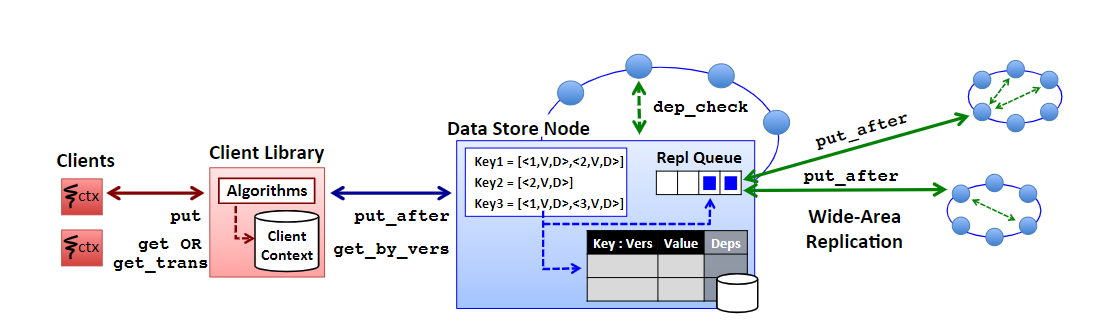 Clients
ctx
ctx
put
get OR
get_trans
Client Library
Algorithms
Client
Context
put_after
get_by_vers
Data Store Node
Key1 = [<1,V,D>,<2,V,D>]
Key2 = [<2,V,D>]
Key3 = [<1,V,D>,<3,V,D>]
dep_check
Repl Queue
Key : Vers Value Deps
put_after
put_after
Wide-Area
Replication